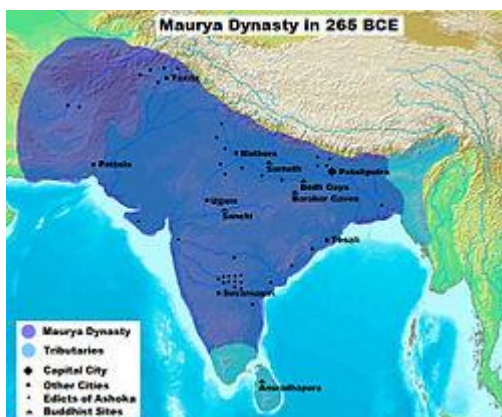 Maurya Dynasty in 265 BCE
Taxila
Mathura
Pattala
Sarnath
Pataliputra
Bodh Gaya
Barabar Caves
Ujjain
Sanchi
Tosali
Suvarnagiri
Maurya Dynasty
Tributaries
Capital City
Other Cities
Edicts of Ashoka
Buddhist Sites
Anuradhapura